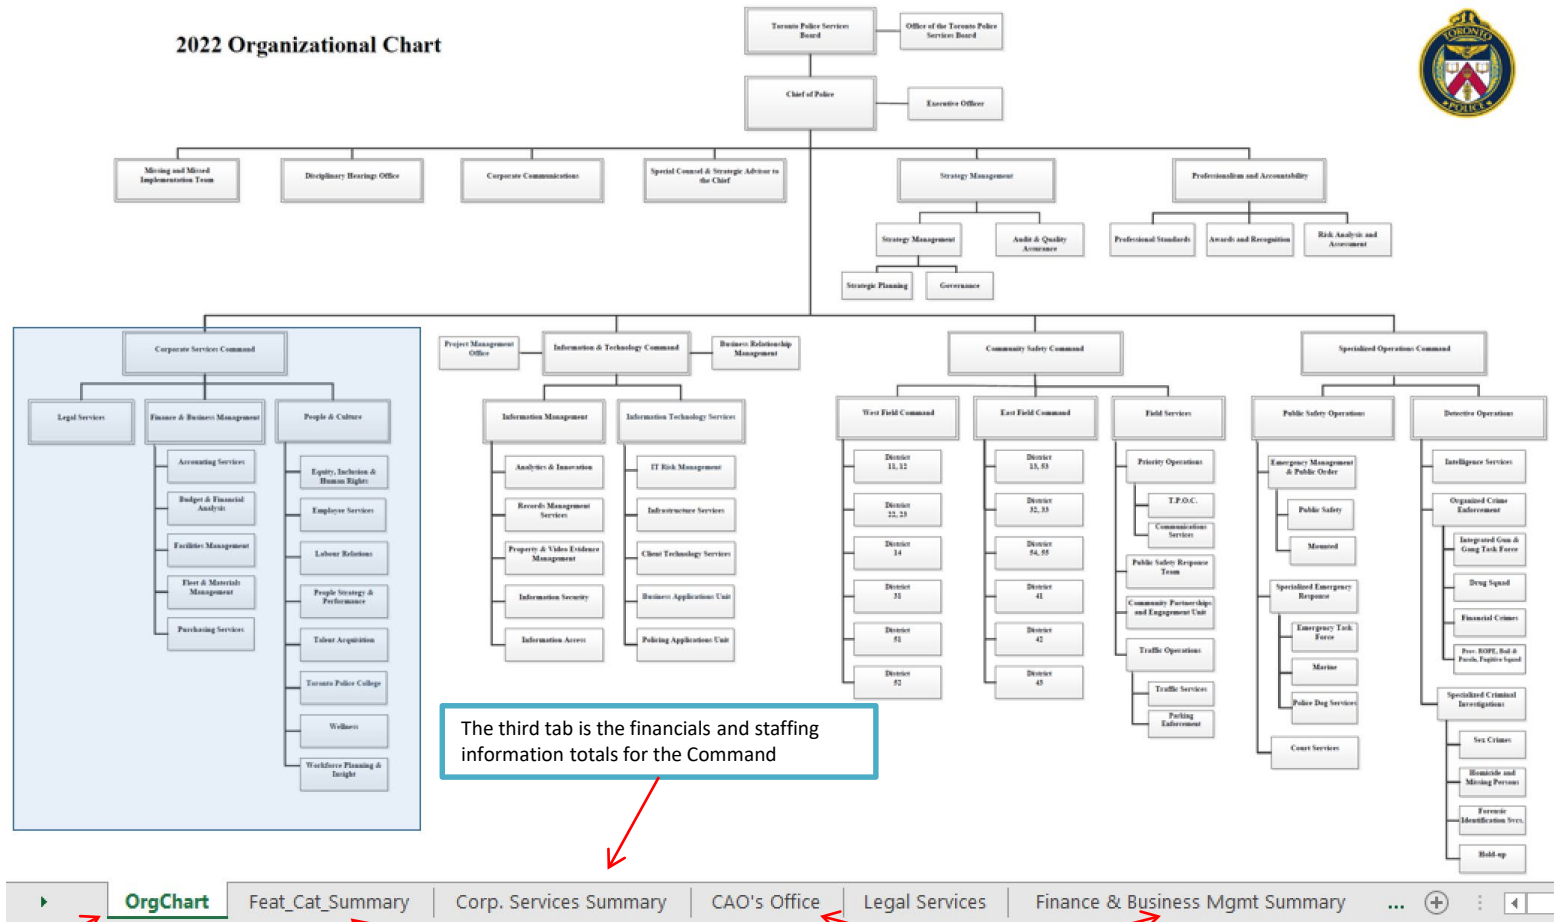 2022 Organizational Chart
Toronto Police Services
Board
Office of the Toronto Police
Services Board
TORONTO
POLICE
Chief of Police
Executive Officer
Missing and Missed
Implementation Team
Disciplinary Hearings Office
Corporate Communications
Special Counsel & Strategic Advisor to
the Chief
Strategy Management
Professionalism and Accountability
Strategy Management
Audit & Quality
Assurance
Professional Standards
Awards and Recognition
Risk Analysis and
Assessment
Strategic Planning
Governance
Corporate Services Command
Project Management
Office
Information & Technology Command
Business Relationship
Management
Community Safety Command
Specialized Operations Command
Legal Services
Finance & Business Management
People & Culture
Information Management
Information Technology Services
West Field Command
East Field Command
Field Services
Public Safety Operations
Detective Operations
Accounting Services
Budget & Financial
Analysis
Facilities Management
Fleet & Materials
Management
Purchasing Services
Equity, Inclusion &
Human Rights
Employee Services
Labour Relations
People Strategy &
Performance
Talent Acquisition
Toronto Police College
Wellness
Workforce Planning &
Insight
Analytics & Innovation
Records Management
Services
Property & Video Evidence
Management
Information Security
Information Access
IT Risk Management
Infrastructure Services
Client Technology Services
Business Applications Unit
Policing Applications Unit
District
11, 12
District
22, 23
District
14
District
31
District
51
District
52
District
13, 53
District
32, 33
District
54, 55
District
41
District
42
District
43
Priority Operations
T.P.O.C.
Communications
Services
Public Safety Response
Team
Community Partnerships
and Engagement Unit
Traffic Operations
Traffic Services
Parking
Enforcement
Emergency Management
& Public Order
Public Safety
Mounted
Specialized Emergency
Response
Emergency Task
Force
Marine
Police Dog Services
Court Services
Intelligence Services
Organized Crime
Enforcement
Integrated Gun &
Gang Task Force
Drug Squad
Financial Crimes
Prov. ROPE, Bail &
Parole, Fugitive Squad
Specialized Criminal
Investigations
Sex Crimes
Homicide and
Missing Persons
Forensic
Identification Svcs.
Hold-up
The third tab is the financials and staffing
information totals for the Command
OrgChart Feat_Cat_Summary Corp. Services Summary CAO's Office Legal Services Finance & Business Mgmt Summary ...